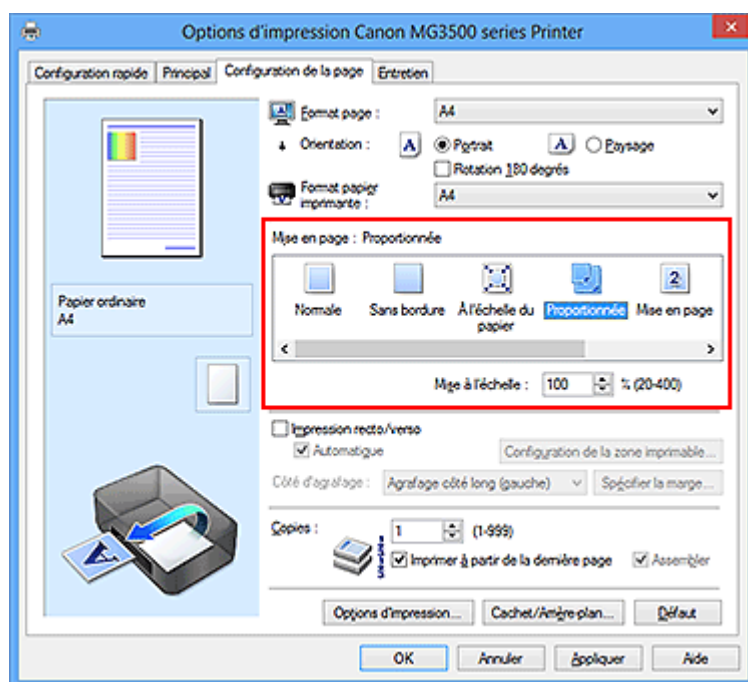 Options d'impression Canon MG3500 series Printer
Configuration rapide Principal Configuration de la page Entretien
Format page : A4
Orientation : A Portrait A Paysage
Rotation 180 degrés
Format papier imprimante : A4
Mise en page : Proportionnée
Normale Sans bordure À l'échelle du papier Proportionnée 2 Mise en page
Mise à l'échelle : 100 % (20-400)
Papier ordinaire
A4
Impression recto/verso
Automatique Configuration de la zone imprimable...
Côté d'agrafage : Agrafage côté long (gauche) Spécifier la marge...
Copies : 1 (1-999)
Imprimer à partir de la dernière page Assembler
A
Options d'impression... Cachet/Arrière-plan... Défaut
OK Annuler Appliquer Aide